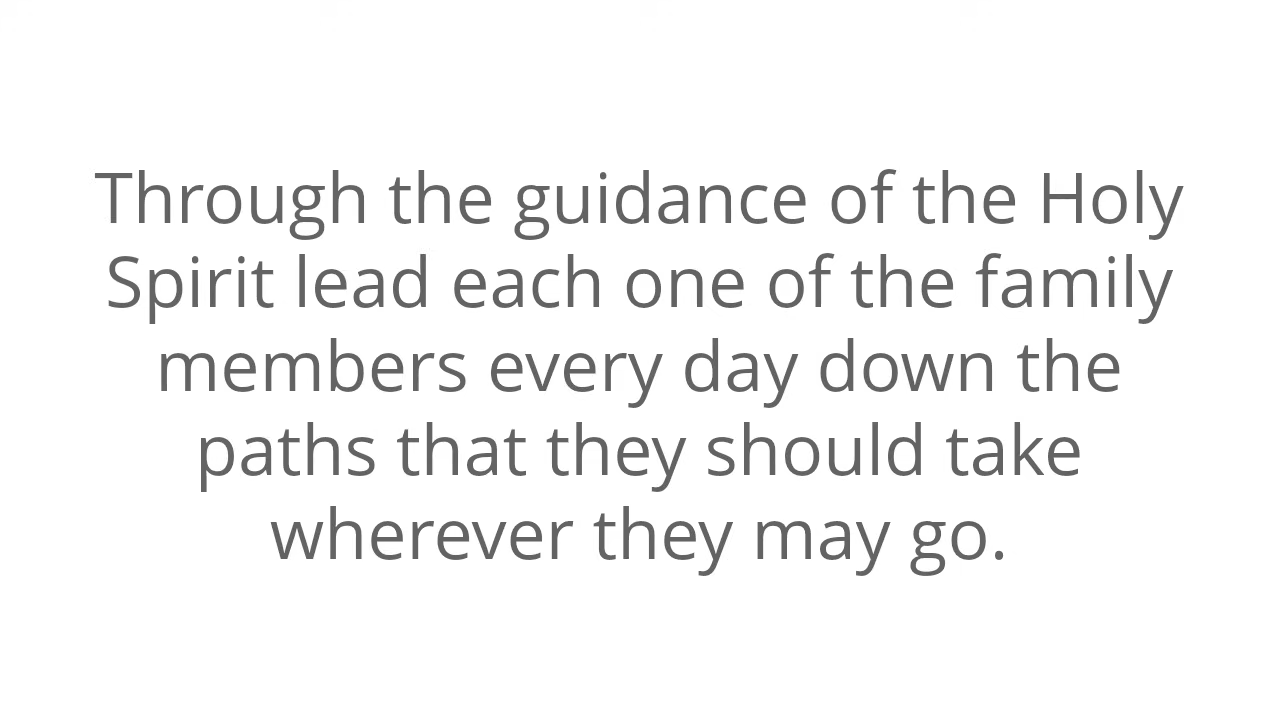 Through the guidance of the Holy
Spirit lead each one of the family
members every day down the
paths that they should take
wherever they may go.